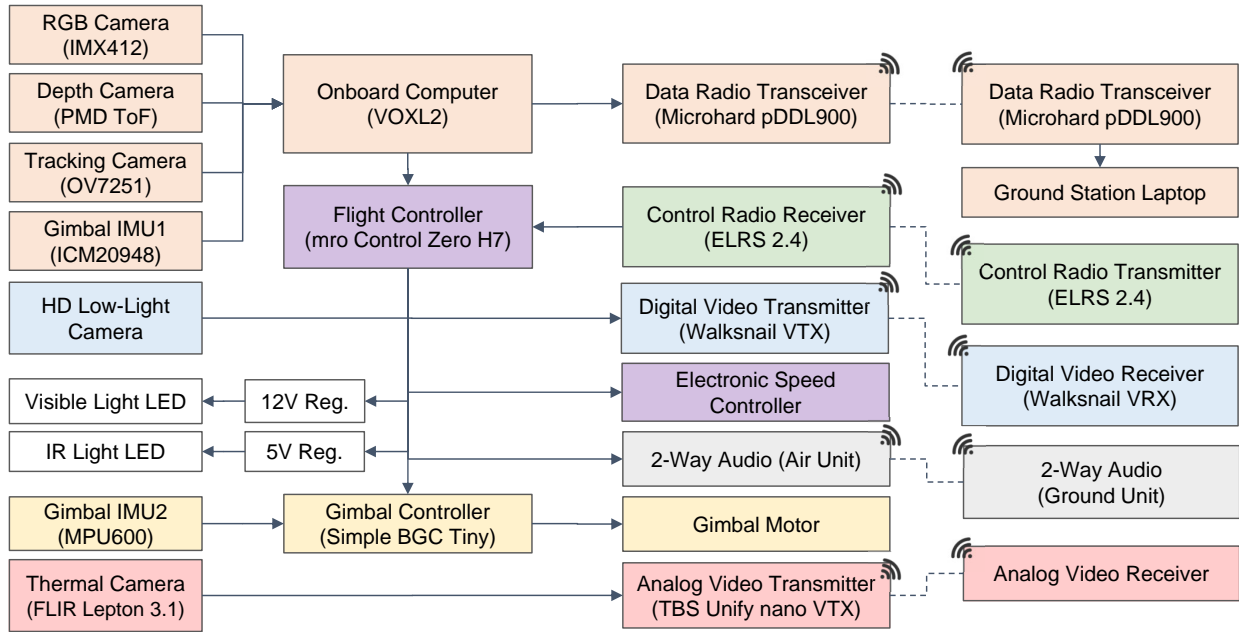 RGB Camera
(IMX412)
Depth Camera
(PMD ToF)
Tracking Camera
(OV7251)
Gimbal IMU1
(ICM20948)
HD Low-Light
Camera
Visible Light LED
12V Reg.
IR Light LED
5V Reg.
Gimbal IMU2
(MPU600)
Thermal Camera
(FLIR Lepton 3.1)
Onboard Computer
(VOXL2)
Flight Controller
(mro Control Zero H7)
Gimbal Controller
(Simple BGC Tiny)
Data Radio Transceiver
(Microhard pDDL900)
Control Radio Receiver
(ELRS 2.4)
Digital Video Transmitter
(Walksnail VTX)
Electronic Speed
Controller
2-Way Audio (Air Unit)
Gimbal Motor
Analog Video Transmitter
(TBS Unify nano VTX)
Data Radio Transceiver
(Microhard pDDL900)
Ground Station Laptop
Control Radio Transmitter
(ELRS 2.4)
Digital Video Receiver
(Walksnail VRX)
2-Way Audio
(Ground Unit)
Analog Video Receiver